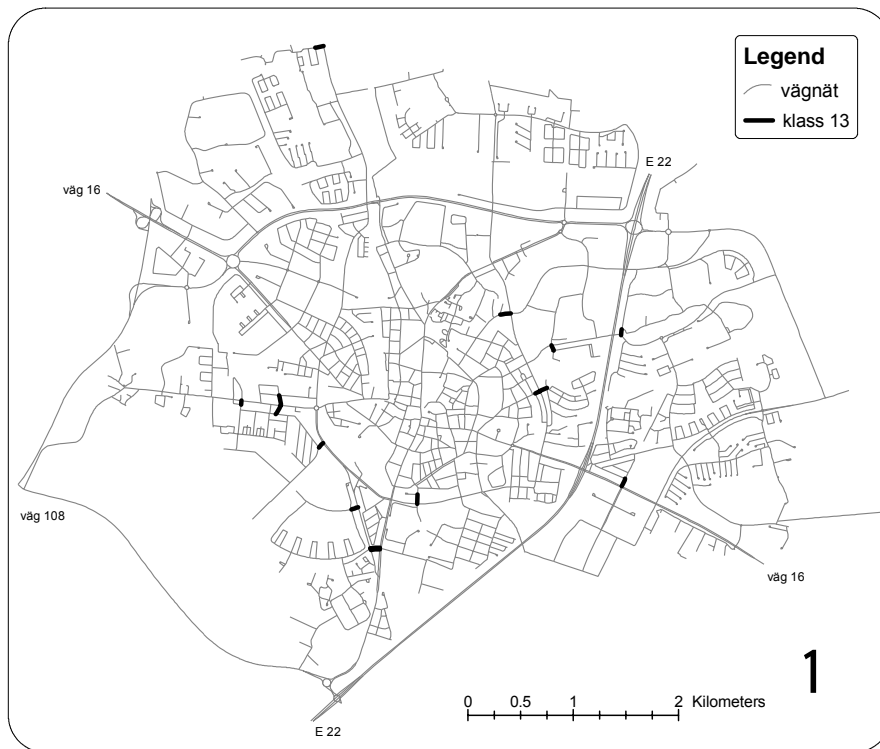 Legend
vägnät
klass 13
E 22
väg 16
väg 108
väg 16
1
0 0.5 1 2 Kilometers
E 22